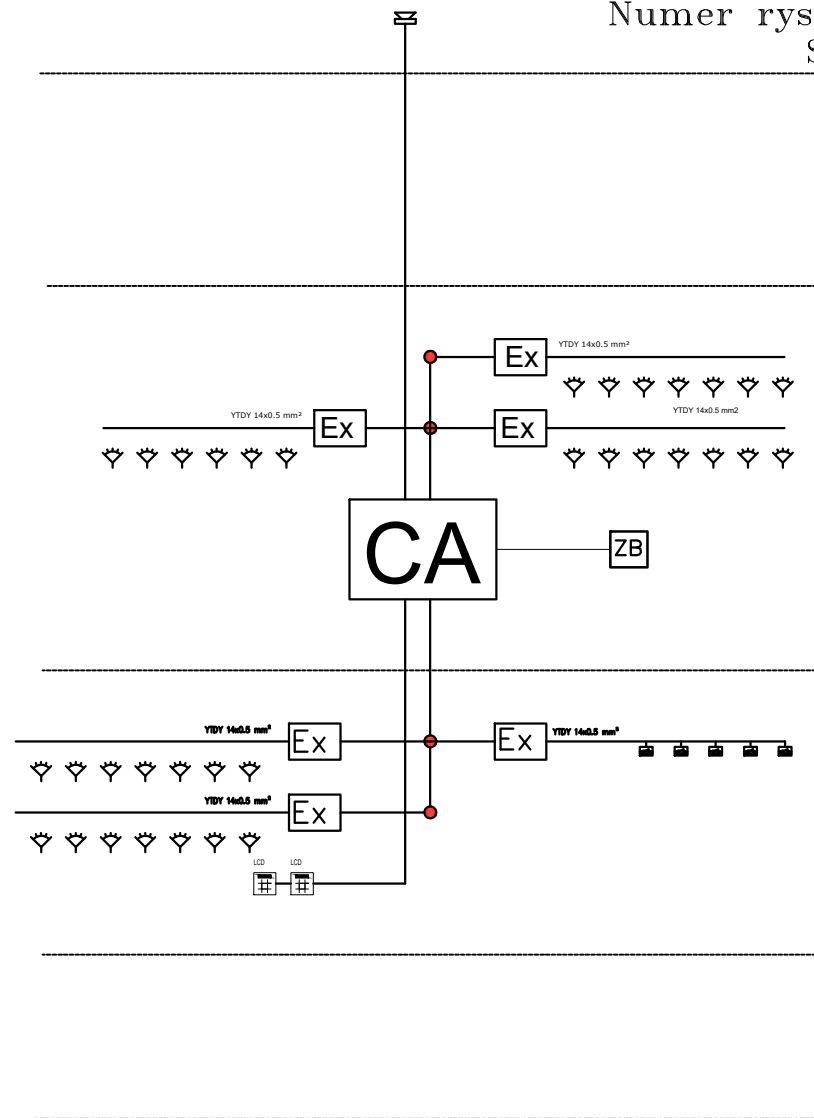 Numer rys
S
YTDY 14x0.5 mm²
Ex
YTDY 14x0.5 mm²
Ex
YTDY 14x0.5 mm2
Ex
CA
ZB
YTDY 14x0.5 mm²
Ex
Ex
YTDY 14x0.5 mm²
YTDY 14x0.5 mm²
Ex
LCD
LCD